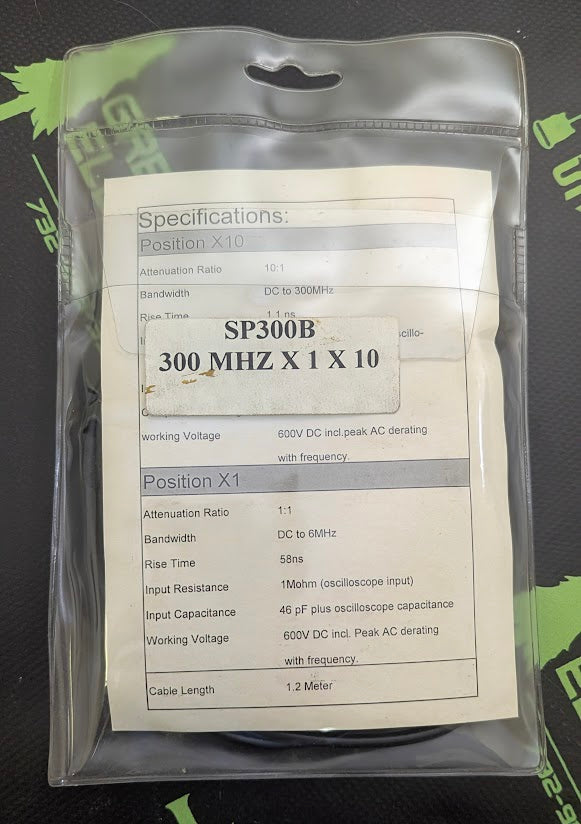 Specifications:
Position X10
Attenuation Ratio 10:1
Bandwidth DC to 300MHz
Rise Time 1.1 ns
scillo-
SP300B
300 MHZ X 1 X 10
working Voltage 600V DC incl.peak AC derating
with frequency.
Position X1
Attenuation Ratio 1:1
Bandwidth DC to 6MHz
Rise Time 58ns
Input Resistance 1Mohm (oscilloscope input)
Input Capacitance 46 pF plus oscilloscope capacitance
Working Voltage 600V DC incl. Peak AC derating
with frequency.
Cable Length 1.2 Meter